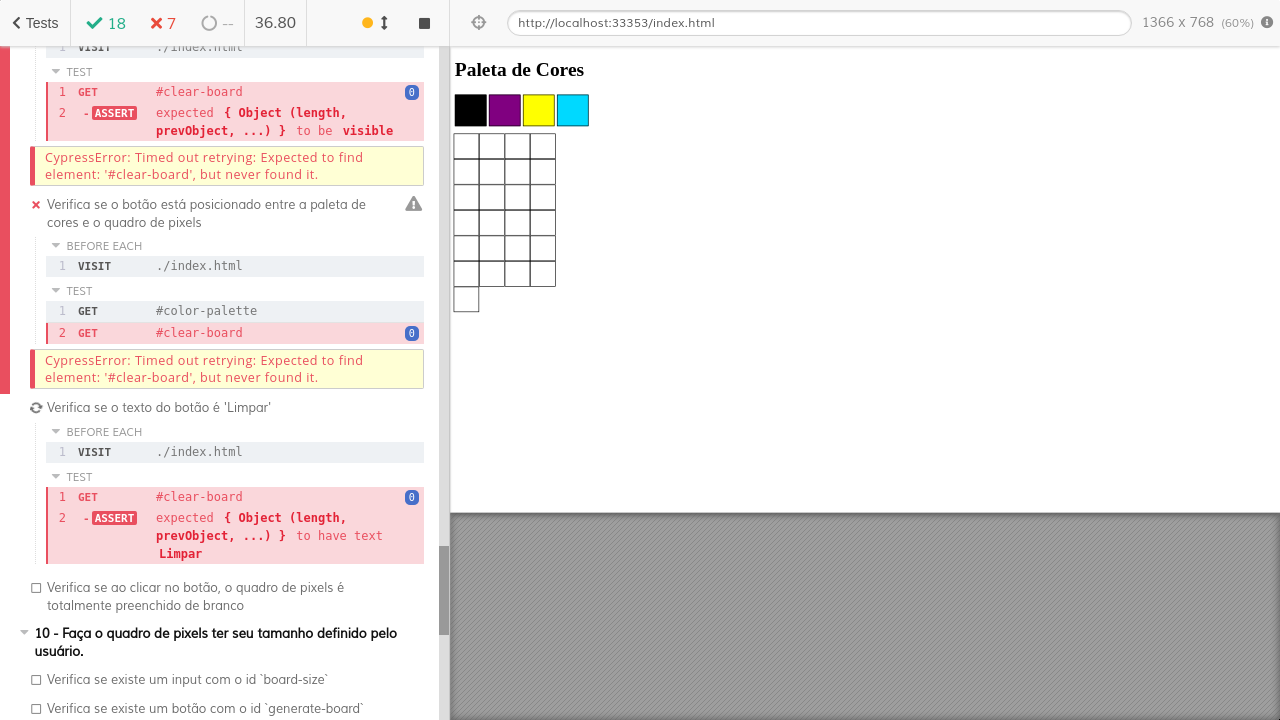 Tests
18
7
--
36.80
http://localhost:33353/index.html
1366 x 768 (60%)
1 VISIT ./index.html
TEST
1 GET #clear-board 0
2 - ASSERT expected { Object (length,
prevObject, ...) } to be visible
CypressError: Timed out retrying: Expected to find
element: '#clear-board', but never found it.
Verifica se o botão está posicionado entre a paleta de
cores e o quadro de pixels
BEFORE EACH
1 VISIT ./index.html
TEST
1 GET #color-palette
2 GET #clear-board 0
CypressError: Timed out retrying: Expected to find
element: '#clear-board', but never found it.
Verifica se o texto do botão é 'Limpar'
BEFORE EACH
1 VISIT ./index.html
TEST
1 GET #clear-board 0
2 - ASSERT expected { Object (length,
prevObject, ...) } to have text
Limpar
Verifica se ao clicar no botão, o quadro de pixels é
totalmente preenchido de branco
10 - Faça o quadro de pixels ter seu tamanho definido pelo
usuário.
Verifica se existe um input com o id `board-size`
Verifica se existe um botão com o id `generate-board`
Paleta de Cores